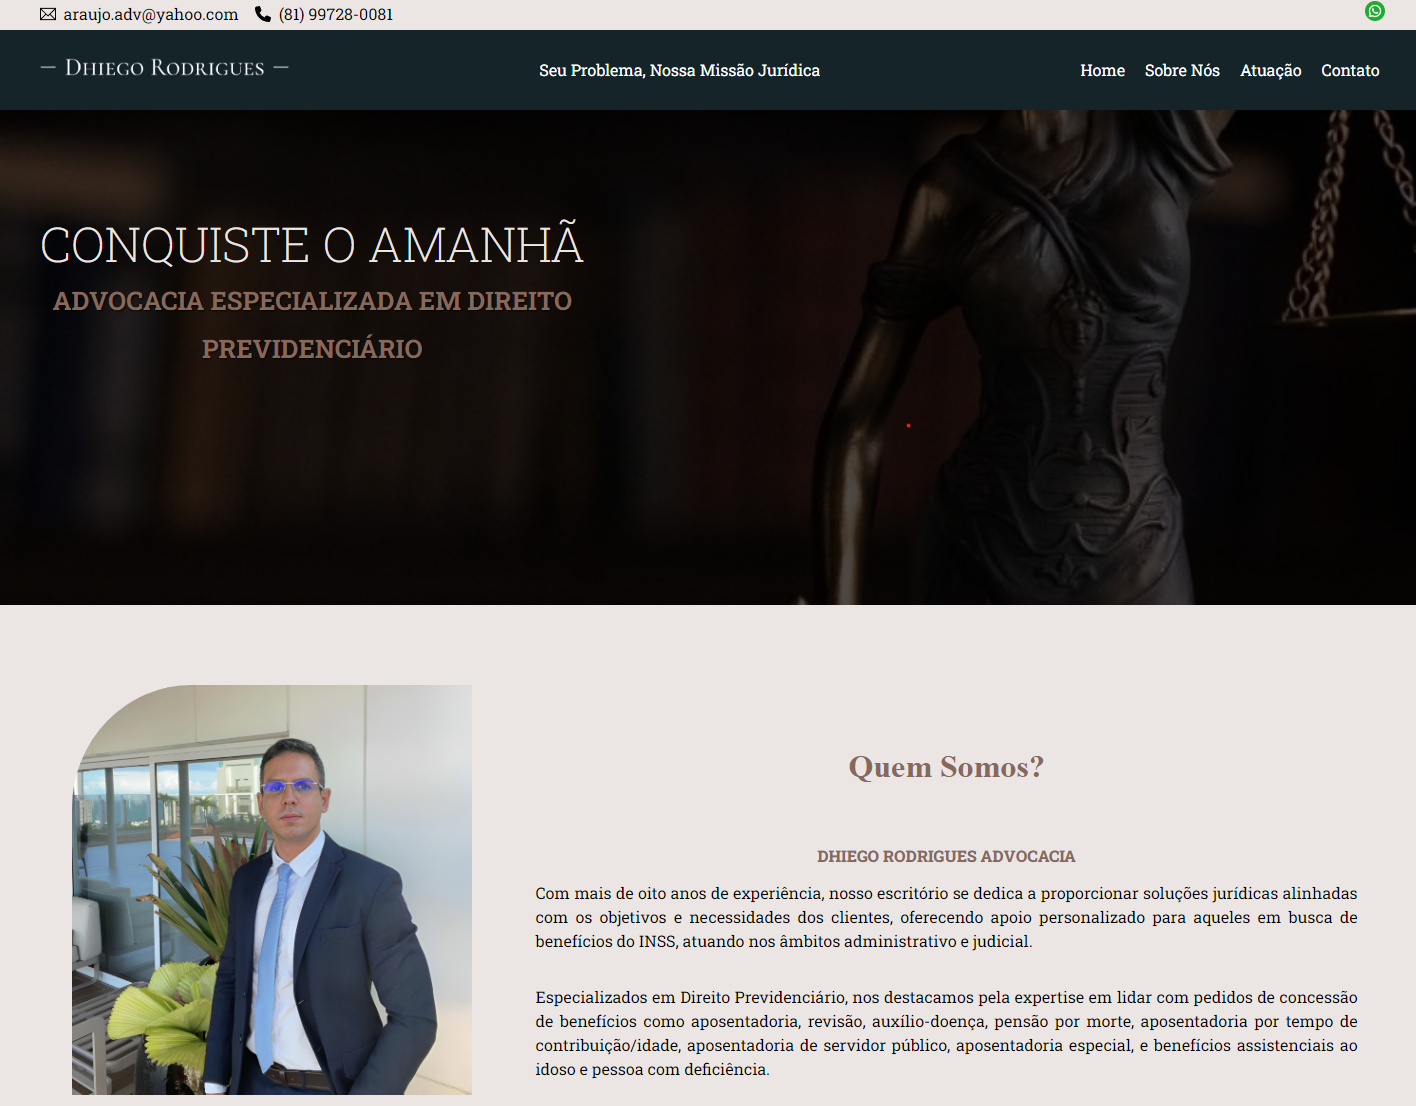 araujo.adv@yahoo.com (81) 99728-0081
— Dhiego Rodrigues — Seu Problema, Nossa Missão Jurídica Home Sobre Nós Atuação Contato
CONQUISTE O AMANHÃ
ADVOCACIA ESPECIALIZADA EM DIREITO
PREVIDENCIÁRIO
Quem Somos?
DHIEGO RODRIGUES ADVOCACIA
Com mais de oito anos de experiência, nosso escritório se dedica a proporcionar soluções jurídicas alinhadas
com os objetivos e necessidades dos clientes, oferecendo apoio personalizado para aqueles em busca de
benefícios do INSS, atuando nos âmbitos administrativo e judicial.
Especializados em Direito Previdenciário, nos destacamos pela expertise em lidar com pedidos de concessão
de benefícios como aposentadoria, revisão, auxílio-doença, pensão por morte, aposentadoria por tempo de
contribuição/idade, aposentadoria de servidor público, aposentadoria especial, e benefícios assistenciais ao
idoso e pessoa com deficiência.